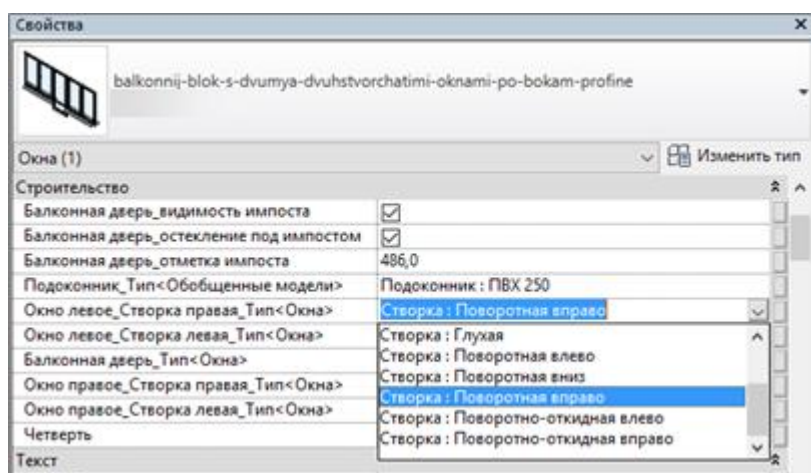 Свойства
balkonnij-blok-s-dvumya-dvuhstvorchatimi-oknami-po-bokam-profine
Окна (1)
Изменить тип
Строительство
Балконная дверь_видимость импоста
Балконная дверь_остекление под импостом
Балконная дверь_отметка импоста 486,0
Подоконник_Тип<Обобщенные модели> Подоконник : ПВХ 250
Окно левое_Створка правая_Тип<Окна> Створка : Поворотная вправо
Окно левое_Створка левая_Тип<Окна> Створка : Глухая
Балконная дверь_Тип<Окна> Створка : Поворотная влево
Створка : Поворотная вниз
Окно правое_Створка правая_Тип<Окна> Створка : Поворотная вправо
Окно правое_Створка левая_Тип<Окна> Створка : Поворотно-откидная влево
Четверть Створка : Поворотно-откидная вправо
Текст